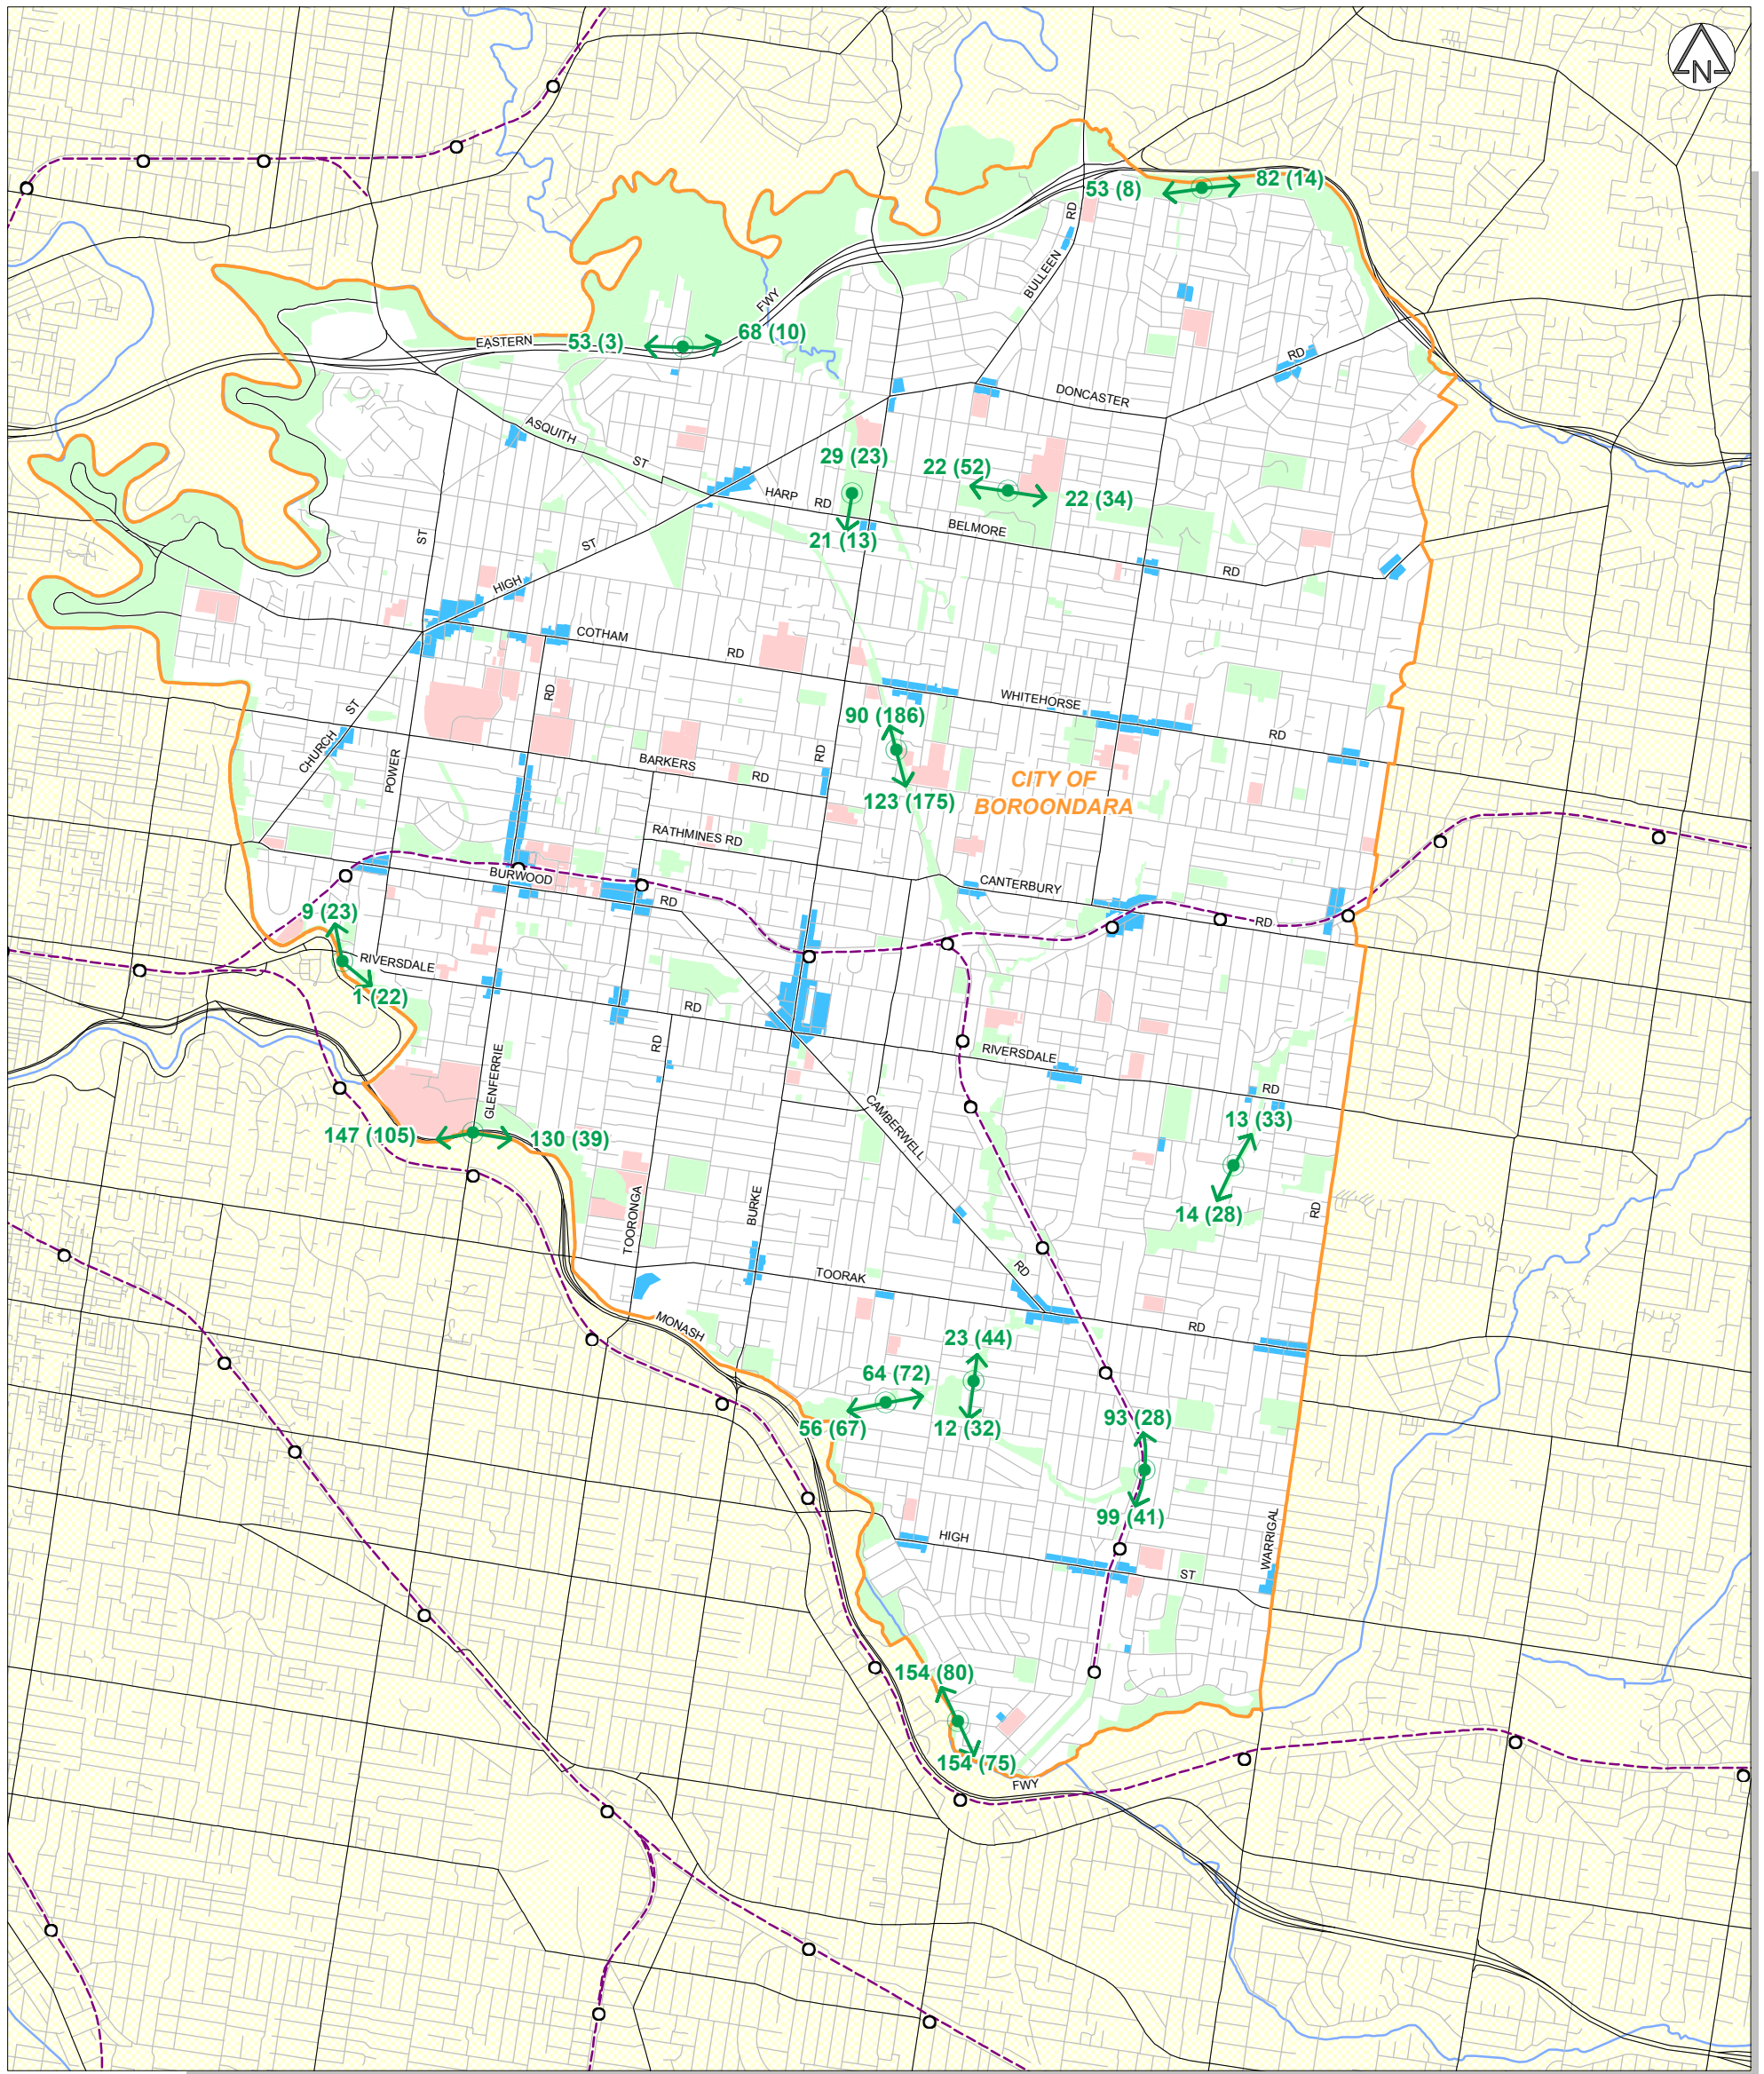 N
53 (8)
82 (14)
RD
BULLEEN
FWY
53 (3)
68 (10)
EASTERN
RD
DONCASTER
ASQUITH
ST
29 (23)
22 (52)
HARP
RD
22 (34)
21 (13)
BELMORE
RD
ST
ST
HIGH
COTHAM
RD
RD
WHITEHORSE
RD
ST
CHURCH
90 (186)
POWER
BARKERS
RD
RD
CITY OF
BOROONDARA
123 (175)
RATHMINES RD
BURWOOD
RD
CANTERBURY
RD
9 (23)
RIVERSDALE
1 (22)
RD
RD
RIVERSDALE
RD
GLENFERRIE
CAMBERWELL
13 (33)
147 (105)
130 (39)
14 (28)
RD
TOORONGA
BURKE
TOORAK
RD
RD
MONASH
23 (44)
64 (72)
56 (67)
12 (32)
93 (28)
99 (41)
HIGH
ST
WARRIGAL
154 (80)
154 (75)
FWY